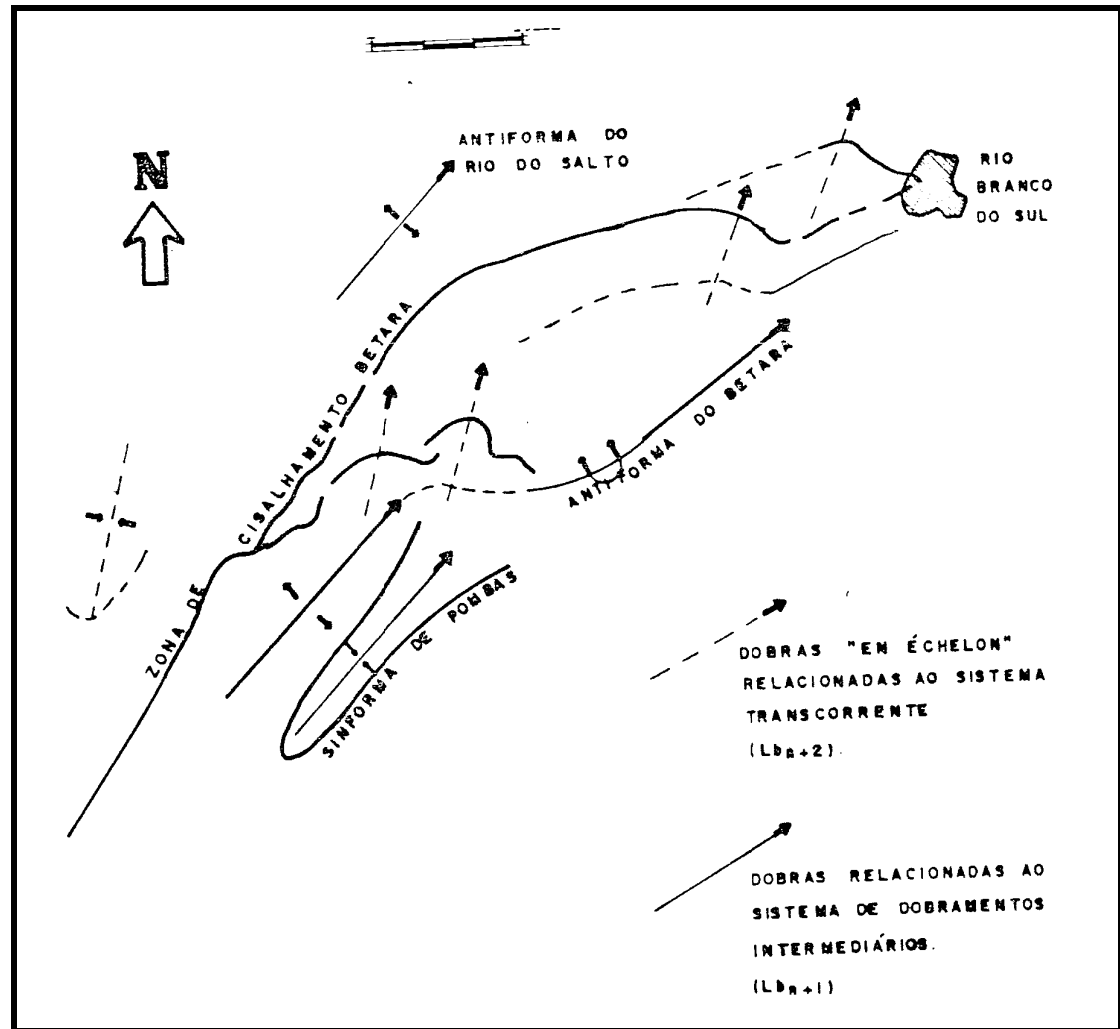 ANTIFORMA DO
RIO DO SALTO
N
RIO
BRANCO
DO SUL
ZONA DE CISALHAMENTO BETARA
ANTIFORMA DO BETARA
SINFORMA DE POMBAS
DOBRAS "EN ÉCHELON"
RELACIONADAS AO SISTEMA
TRANSCORRENTE
(Lbn+2).
DOBRAS RELACIONADAS AO
SISTEMA DE DOBRAMENTOS
INTERMEDIÁRIOS.
(Lbn+1)